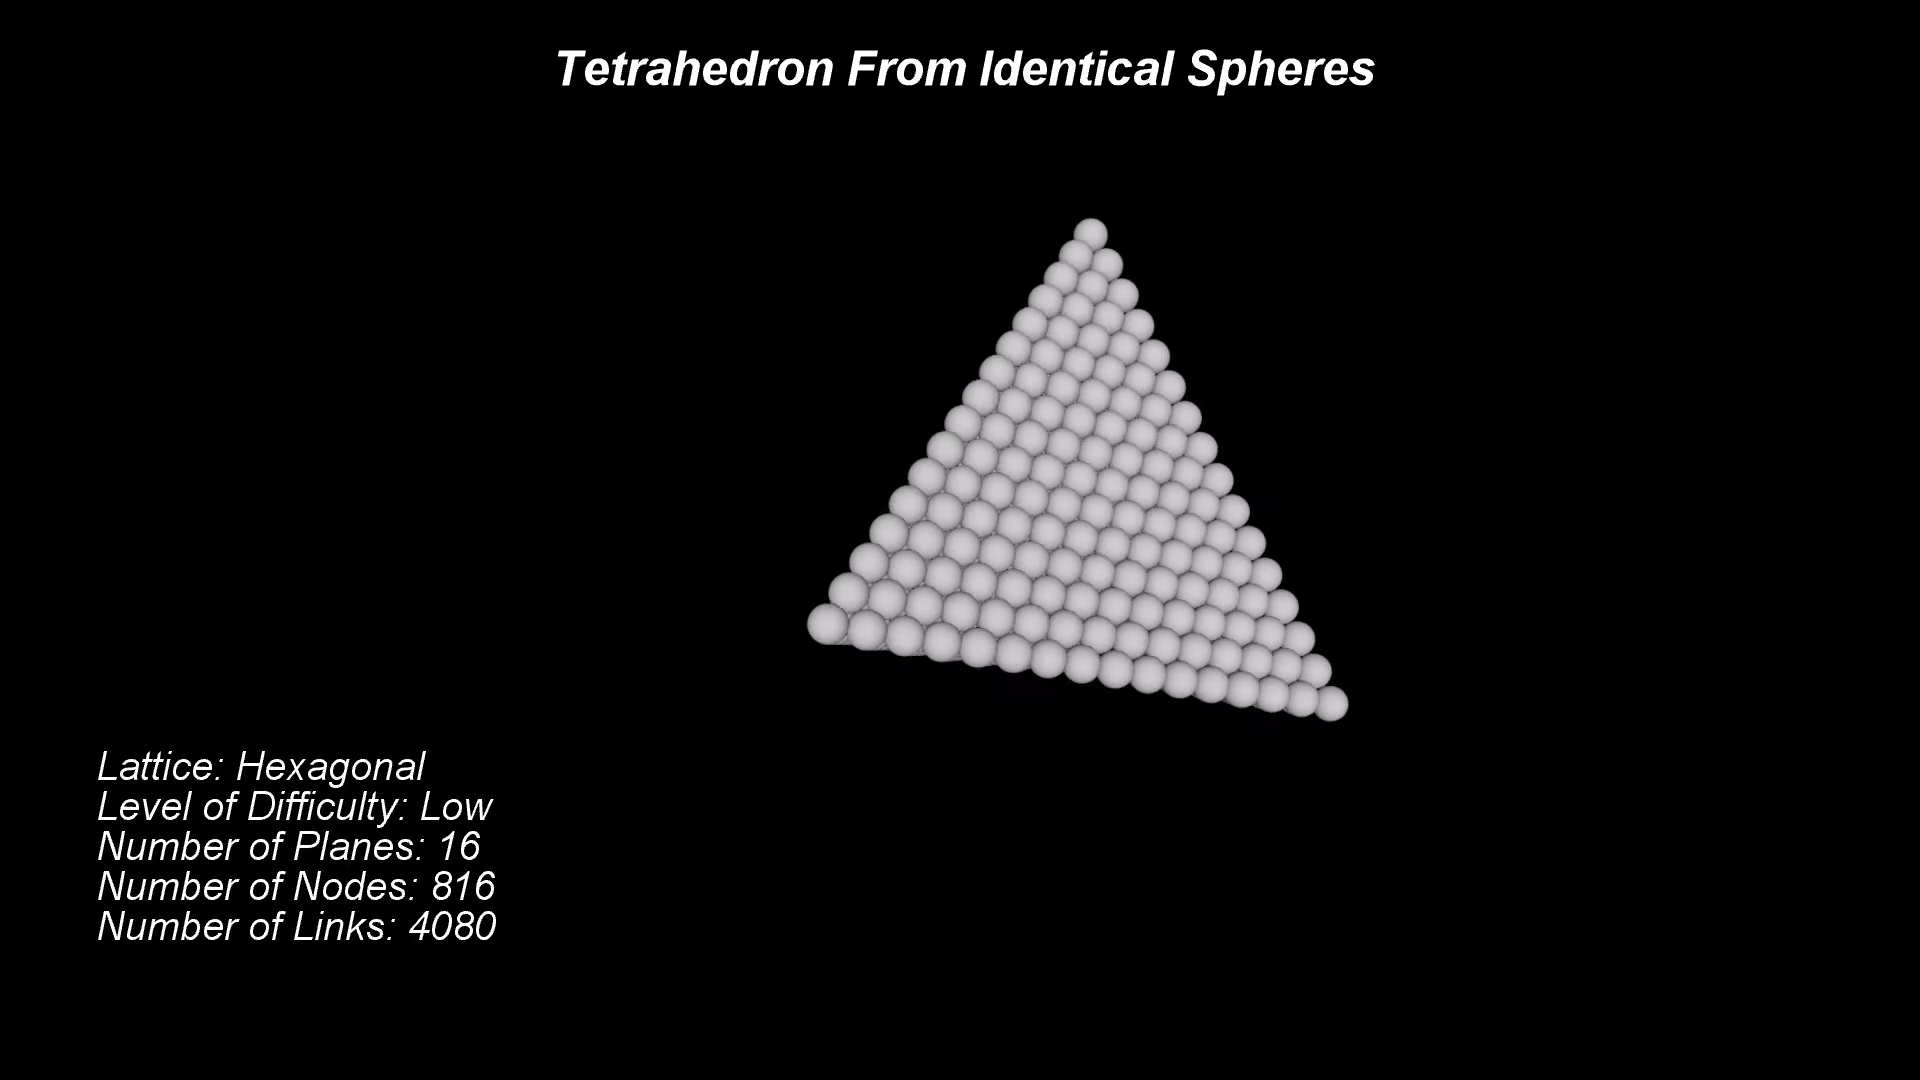 Tetrahedron From Identical Spheres
Lattice: Hexagonal
Level of Difficulty: Low
Number of Planes: 16
Number of Nodes: 816
Number of Links: 4080